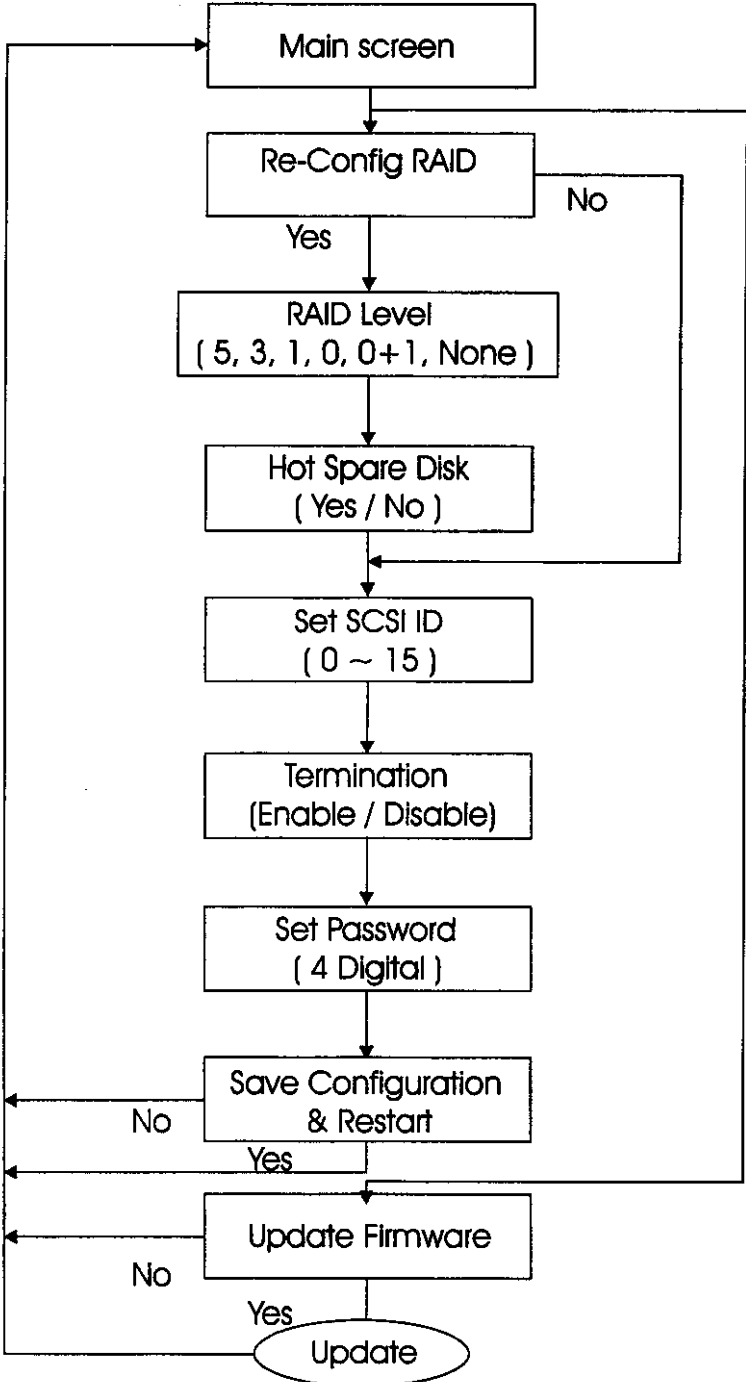 Main screen
Re-Config RAID
No
Yes
RAID Level
( 5, 3, 1, 0, 0+1, None )
Hot Spare Disk
( Yes / No )
Set SCSI ID
( 0 ~ 15 )
Termination
(Enable / Disable)
Set Password
( 4 Digital )
Save Configuration
& Restart
No
Yes
Update Firmware
No
Yes
Update